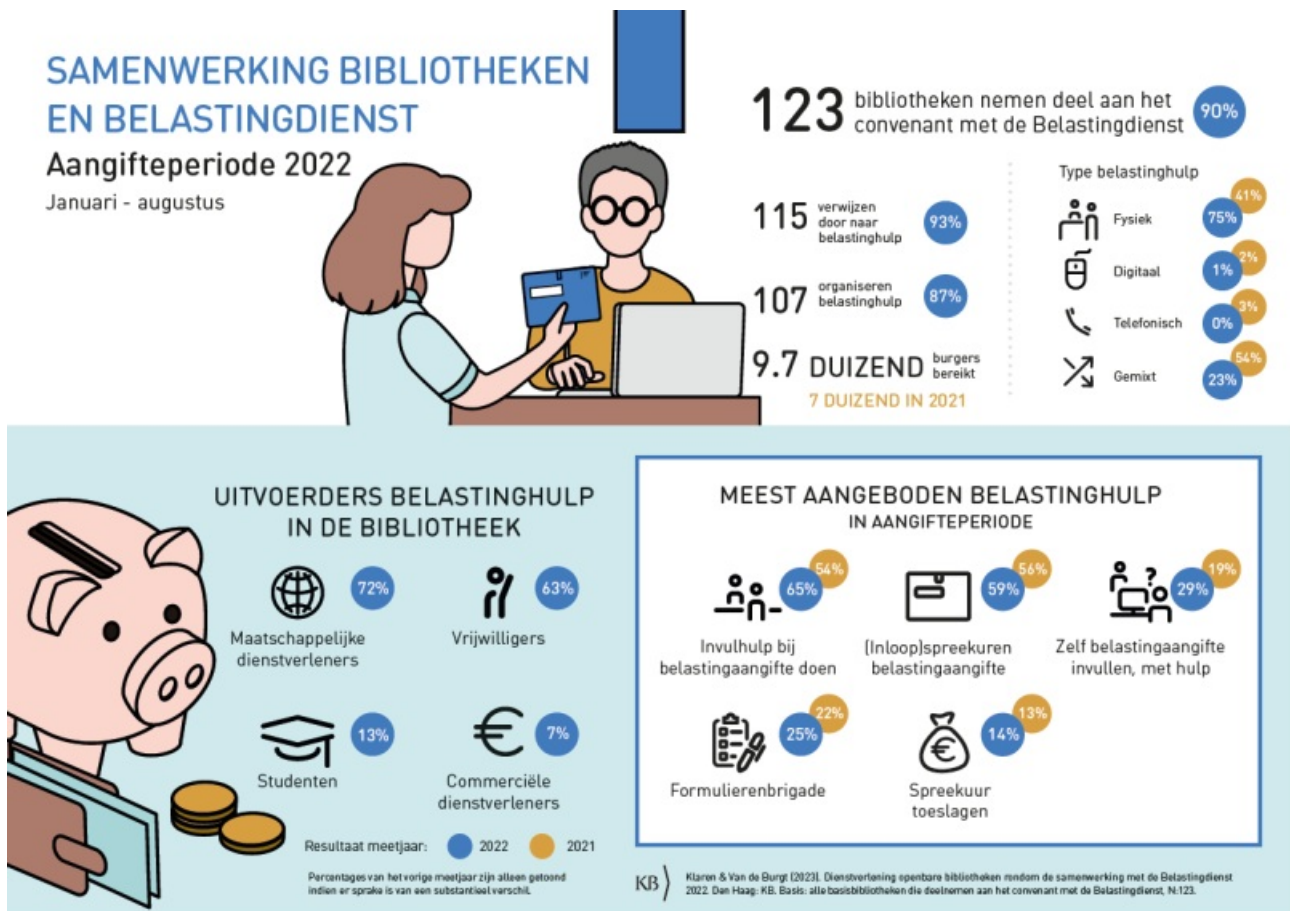 SAMENWERKING BIBLIOTHEKEN
EN BELASTINGDIENST
Aangifteperiode 2022
Januari - augustus
123 bibliotheken nemen deel aan het
convenant met de Belastingdienst
90%
115 verwijzen
door naar
belastinghulp
93%
107 organiseren
belastinghulp
87%
9.7 DUIZEND burgers
bereikt
7 DUIZEND IN 2021
Type belastinghulp
Fysiek 75% 41%
Digitaal 1% 2%
Telefonisch 0% 3%
Gemixt 23% 54%
UITVOERDERS BELASTINGHULP
IN DE BIBLIOTHEEK
72%
Maatschappelijke
dienstverleners
63%
Vrijwilligers
13%
Studenten
€ 7%
Commerciële
dienstverleners
Resultaat meetjaar: 2022 2021
Percentages van het vorige meetjaar zijn alleen getoond
indien er sprake is van een substantieel verschil.
MEEST AANGEBODEN BELASTINGHULP
IN AANGIFTEPERIODE
65% 54%
Invulhulp bij
belastingaangifte doen
59% 56%
(Inloop)spreekuren
belastingaangifte
? 29% 19%
Zelf belastingaangifte
invullen, met hulp
25% 22%
Formulierenbrigade
€ 14% 13%
Spreekuur
toeslagen
KB
Klaren & Van de Burgt (2023). Dienstverlening openbare bibliotheken rondom de samenwerking met de Belastingdienst
2022. Den Haag: KB. Basis: alle basisbibliotheken die deelnemen aan het convenant met de Belastingdienst, N:123.